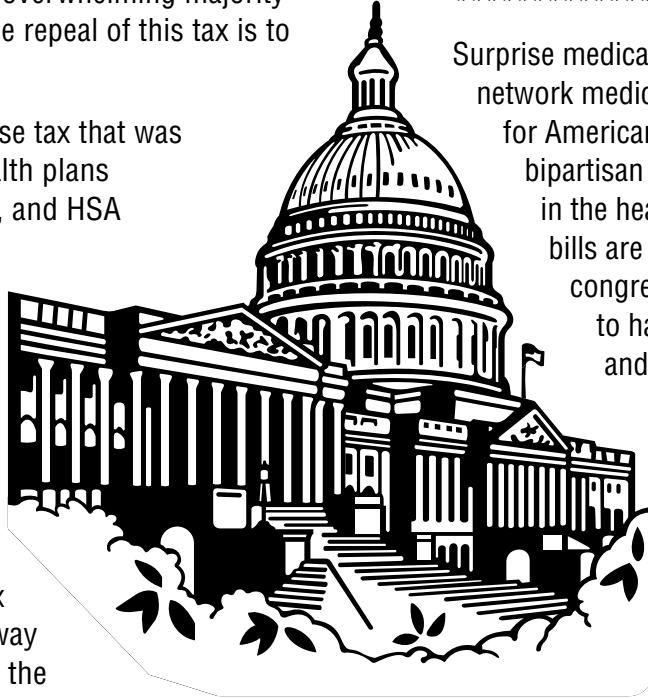 overwhelming majority
e repeal of this tax is to
se tax that was
alth plans
, and HSA
x
way
the
Surprise medica
network medic
for American
bipartisan
in the hea
bills are
congre
to ha
and